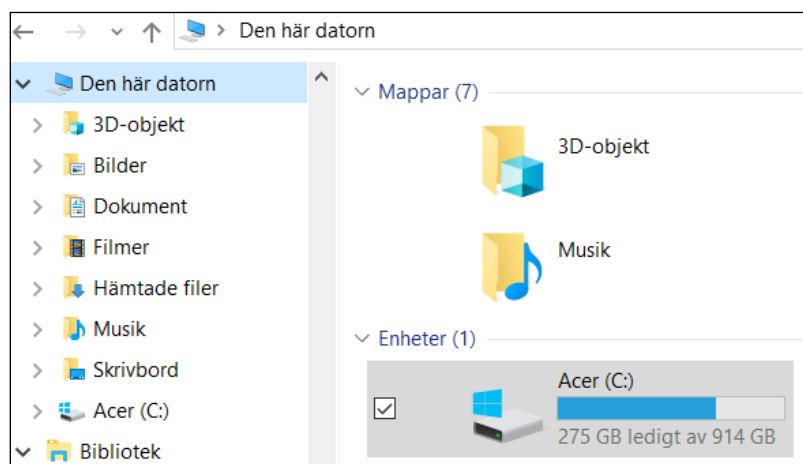 Den här datorn
Den här datorn
3D-objekt
Bilder
Dokument
Filmer
Hämtade filer
Musik
Skrivbord
Acer (C:)
Bibliotek
Mappar (7)
3D-objekt
Musik
Enheter (1)
Acer (C:)
275 GB ledigt av 914 GB